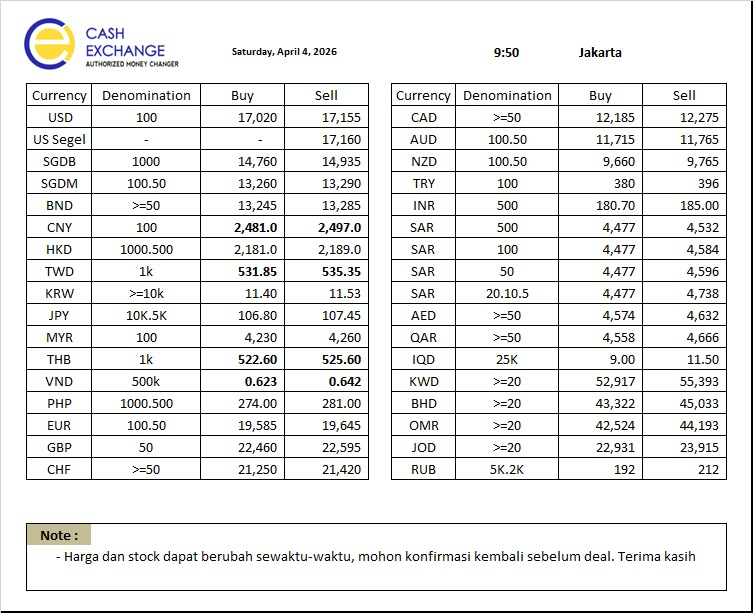 CASH
EXCHANGE
AUTHORIZED MONEY CHANGER
Saturday, April 4, 2026 9:50 Jakarta
Currency Denomination Buy Sell
USD 100 17,020 17,155
US Segel - - 17,160
SGDB 1000 14,760 14,935
SGDM 100.50 13,260 13,290
BND >=50 13,245 13,285
CNY 100 2,481.0 2,497.0
HKD 1000.500 2,181.0 2,189.0
TWD 1k 531.85 535.35
KRW >=10k 11.40 11.53
JPY 10K.5K 106.80 107.45
MYR 100 4,230 4,260
THB 1k 522.60 525.60
VND 500k 0.623 0.642
PHP 1000.500 274.00 281.00
EUR 100.50 19,585 19,645
GBP 50 22,460 22,595
CHF >=50 21,250 21,420
Currency Denomination Buy Sell
CAD >=50 12,185 12,275
AUD 100.50 11,715 11,765
NZD 100.50 9,660 9,765
TRY 100 380 396
INR 500 180.70 185.00
SAR 500 4,477 4,532
SAR 100 4,477 4,584
SAR 50 4,477 4,596
SAR 20.10.5 4,477 4,738
AED >=50 4,574 4,632
QAR >=50 4,558 4,666
IQD 25K 9.00 11.50
KWD >=20 52,917 55,393
BHD >=20 43,322 45,033
OMR >=20 42,524 44,193
JOD >=20 22,931 23,915
RUB 5K.2K 192 212
Note :
- Harga dan stock dapat berubah sewaktu-waktu, mohon konfirmasi kembali sebelum deal. Terima kasih